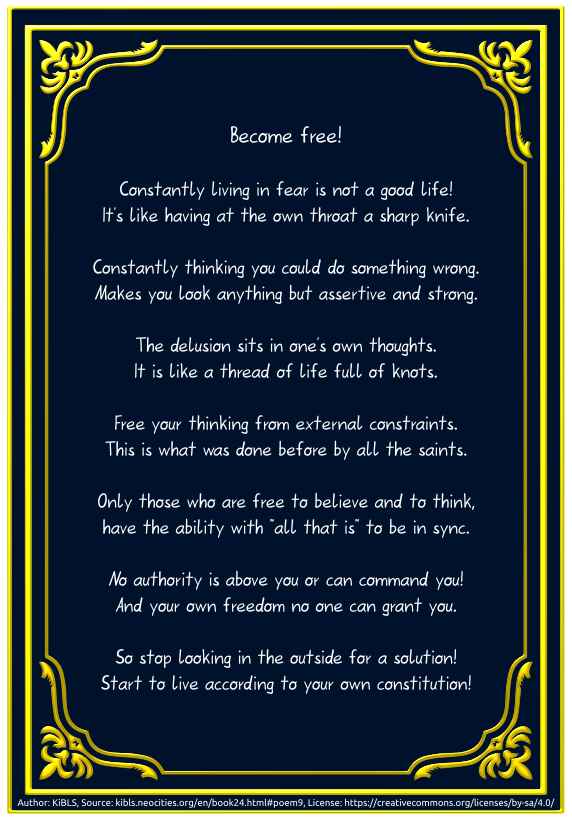 Become free!
Constantly living in fear is not a good life!
It's like having at the own throat a sharp knife.
Constantly thinking you could do something wrong.
Makes you look anything but assertive and strong.
The delusion sits in one's own thoughts.
It is like a thread of life full of knots.
Free your thinking from external constraints.
This is what was done before by all the saints.
Only those who are free to believe and to think,
have the ability with "all that is" to be in sync.
No authority is above you or can command you!
And your own freedom no one can grant you.
So stop looking in the outside for a solution!
Start to live according to your own constitution!
Author: KiBLS, Source: kibls.neocities.org/en/book24.html#poem9, License: https://creativecommons.org/licenses/by-sa/4.0/